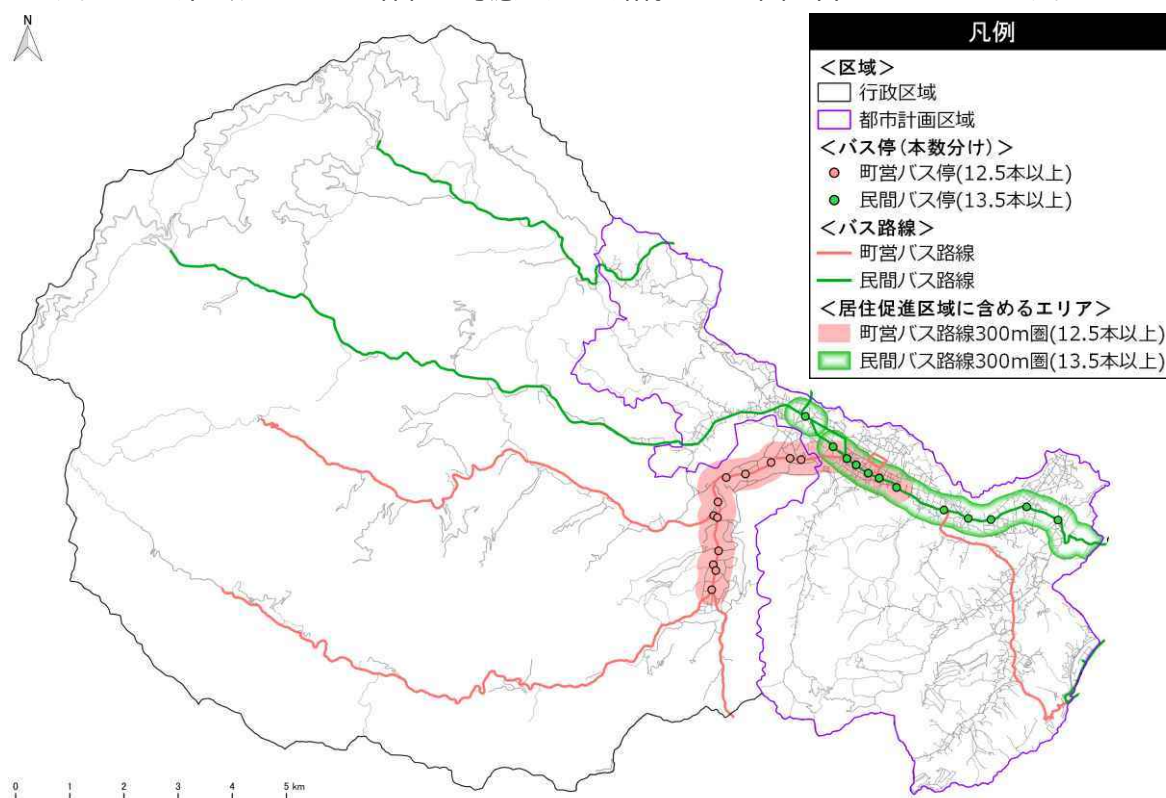 N
凡例
＜区域＞
行政区域
都市計画区域
＜バス停(本数分け)＞
町営バス停(12.5本以上)
民間バス停(13.5本以上)
＜バス路線＞
町営バス路線
民間バス路線
＜居住促進区域に含めるエリア＞
町営バス路線300m圏(12.5本以上)
民間バス路線300m圏(13.5本以上)
0 1 2 3 4 5 km